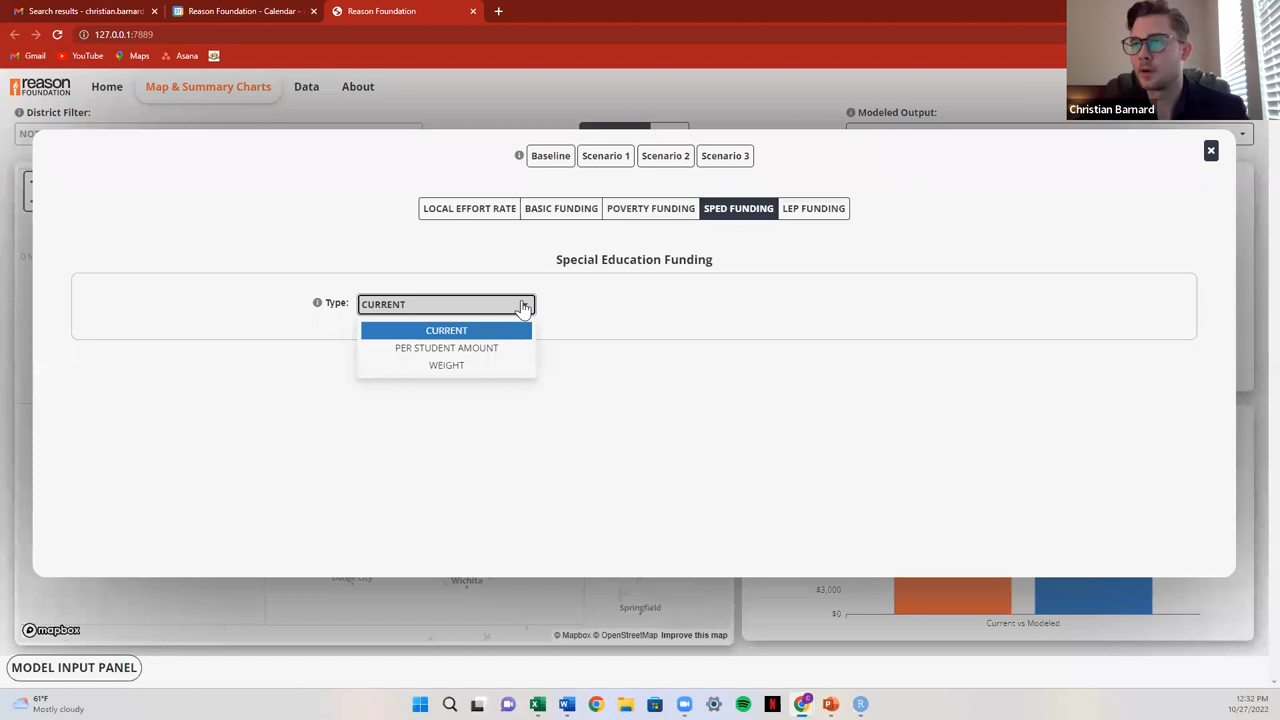 Search results - christian.barnard
Reason Foundation - Calendar -
Reason Foundation
127.0.0.1:7889
Gmail
YouTube
Maps
Asana
Christian Barnard
reason
FOUNDATION
Home
Map & Summary Charts
Data
About
District Filter:
Modeled Output:
Baseline
Scenario 1
Scenario 2
Scenario 3
LOCAL EFFORT RATE
BASIC FUNDING
POVERTY FUNDING
SPED FUNDING
LEP FUNDING
Special Education Funding
Type:
CURRENT
CURRENT
PER STUDENT AMOUNT
WEIGHT
Dodge City
Wichita
Springfield
$3,000
$0
Current vs Modeled
mapbox
© Mapbox © OpenStreetMap Improve this map
MODEL INPUT PANEL
61°F
Mostly cloudy
12:32 PM
10/27/2022